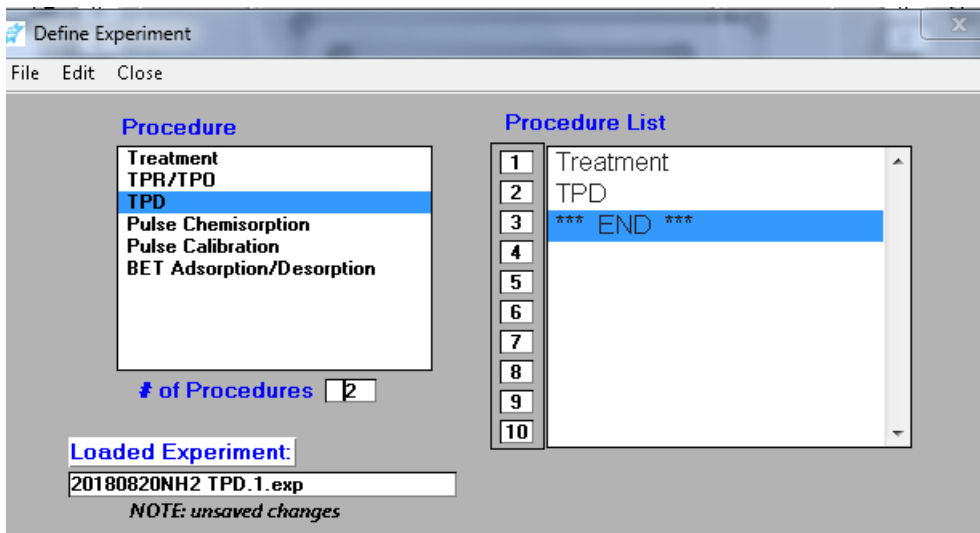 Define Experiment
File Edit Close
Procedure
Treatment
TPR/TPO
TPD
Pulse Chemisorption
Pulse Calibration
BET Adsorption/Desorption
# of Procedures 2
Loaded Experiment:
20180820NH2 TPD.1.exp
NOTE: unsaved changes
Procedure List
1 Treatment
2 TPD
3 *** END ***
4
5
6
7
8
9
10